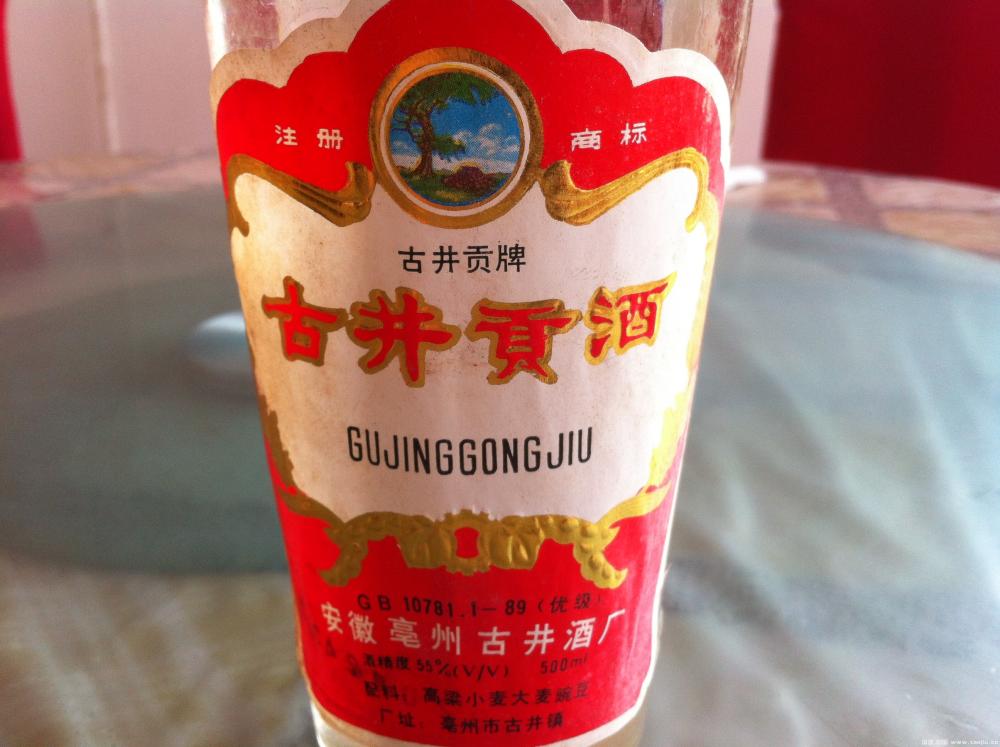 注册 商标
古井贡牌
古井贡酒
GUJINGGONGJIU
GB 10781.1-89(优级)
安徽亳州古井酒厂
酒精度55%(V/V) 500ml
配料:高粱小麦大麦豌豆
厂址:亳州市古井镇